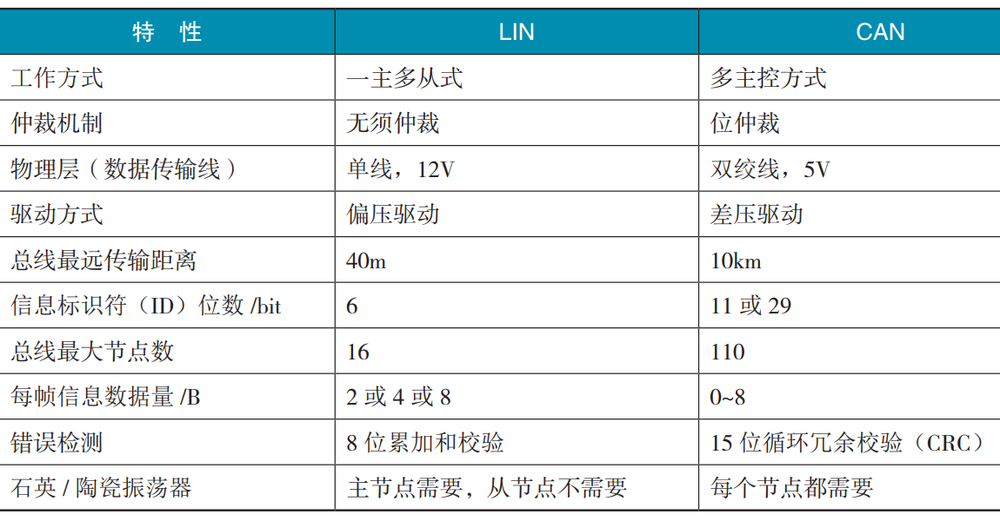 特 性 LIN CAN
工作方式 一主多从式 多主控方式
仲裁机制 无须仲裁 位仲裁
物理层（数据传输线） 单线，12V 双绞线，5V
驱动方式 偏压驱动 差压驱动
总线最远传输距离 40m 10km
信息标识符（ID）位数 /bit 6 11 或 29
总线最大节点数 16 110
每帧信息数据量 /B 2 或 4 或 8 0~8
错误检测 8 位累加和校验 15 位循环冗余校验（CRC）
石英 / 陶瓷振荡器 主节点需要，从节点不需要 每个节点都需要